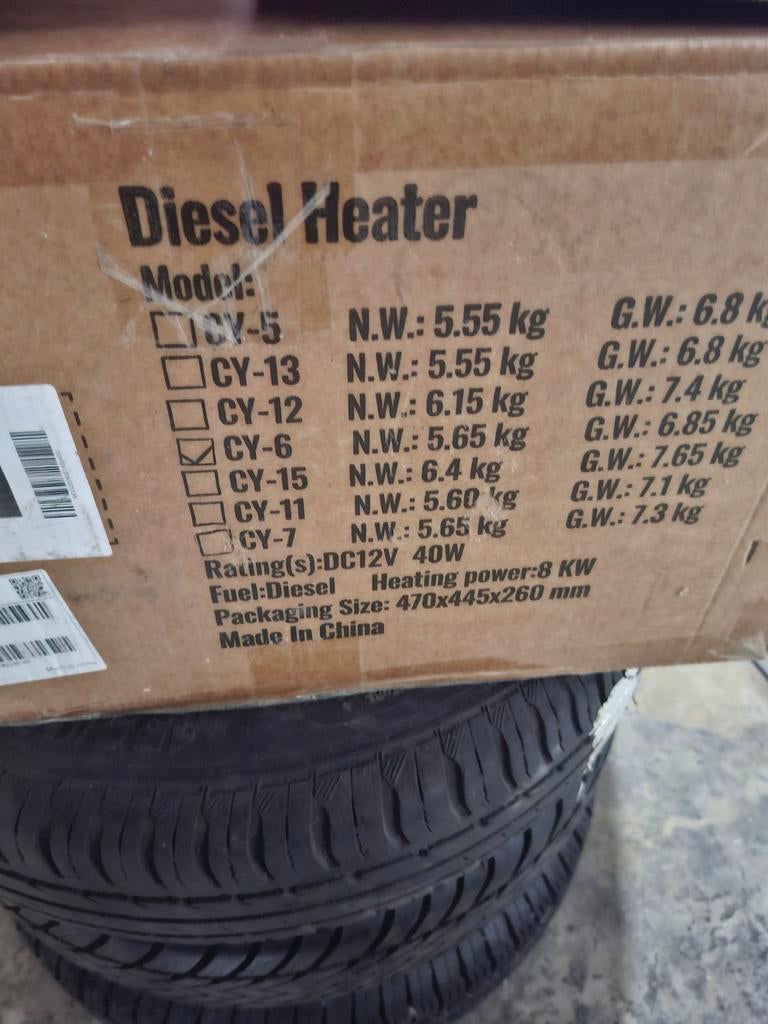 Diesel Heater
Model:
CY-5 N.W.: 5.55 kg G.W.: 6.8 kg
CY-13 N.W.: 5.55 kg G.W.: 6.8 kg
CY-12 N.W.: 6.15 kg G.W.: 7.4 kg
CY-6 N.W.: 5.65 kg G.W.: 6.85 kg
CY-15 N.W.: 6.4 kg G.W.: 7.65 kg
CY-11 N.W.: 5.60 kg G.W.: 7.1 kg
CY-7 N.W.: 5.65 kg G.W.: 7.3 kg
Rating(s):DC12V 40W
Fuel:Diesel Heating power:8 KW
Packaging Size: 470x445x260 mm
Made In China